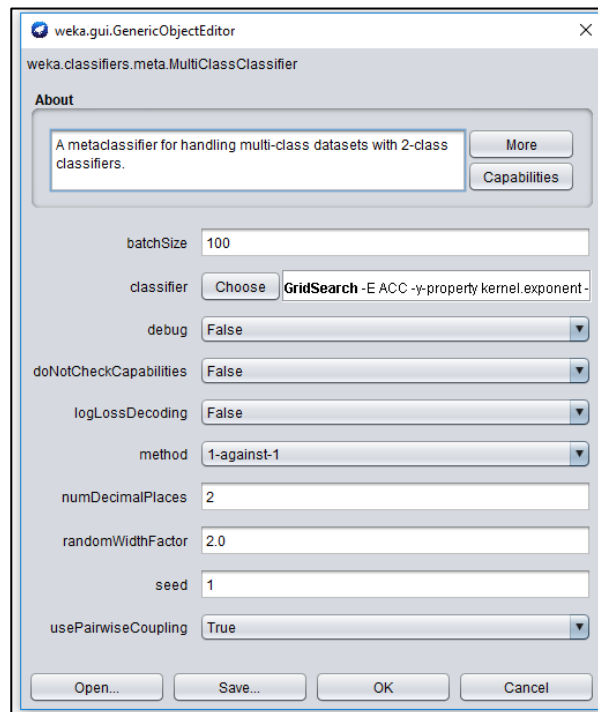 weka.gui.GenericObjectEditor
weka.classifiers.meta.MultiClassClassifier
About
A metaclassifier for handling multi-class datasets with 2-class
classifiers.
More
Capabilities
batchSize 100
classifier Choose GridSearch -E ACC -y-property kernel.exponent -
debug False
doNotCheckCapabilities False
logLossDecoding False
method 1-against-1
numDecimalPlaces 2
randomWidthFactor 2.0
seed 1
usePairwiseCoupling True
Open... Save... OK Cancel